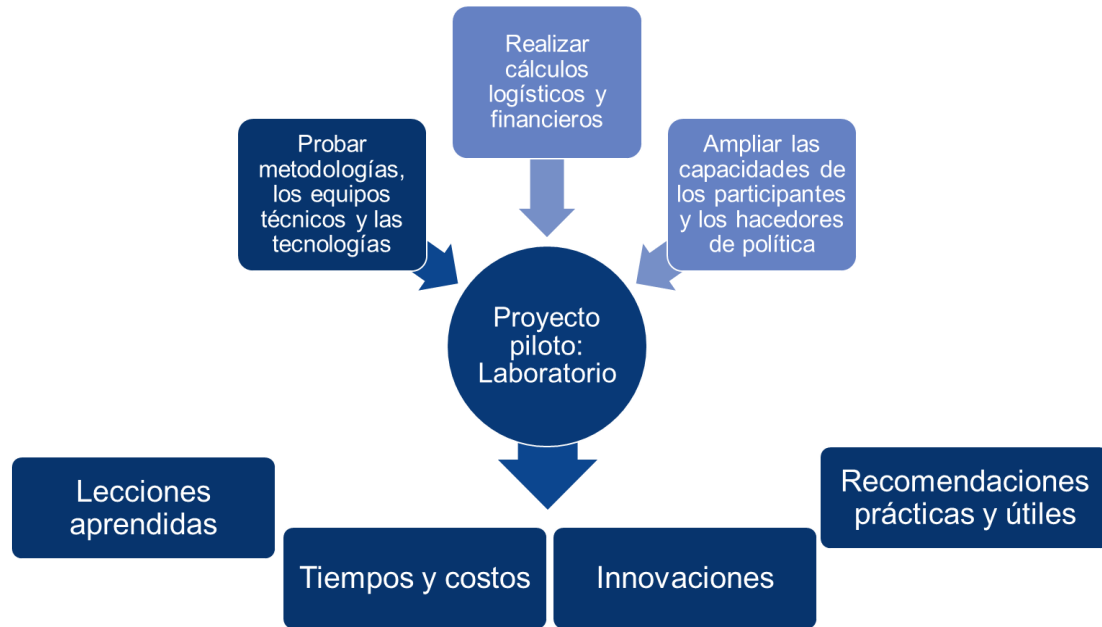 Realizar
cálculos
logísticos y
financieros
Probar
metodologías,
los equipos
técnicos y las
tecnologías
Ampliar las
capacidades de
los participantes
y los hacedores
de política
Proyecto
piloto:
Laboratorio
Lecciones
aprendidas
Tiempos y costos
Innovaciones
Recomendaciones
prácticas y útiles